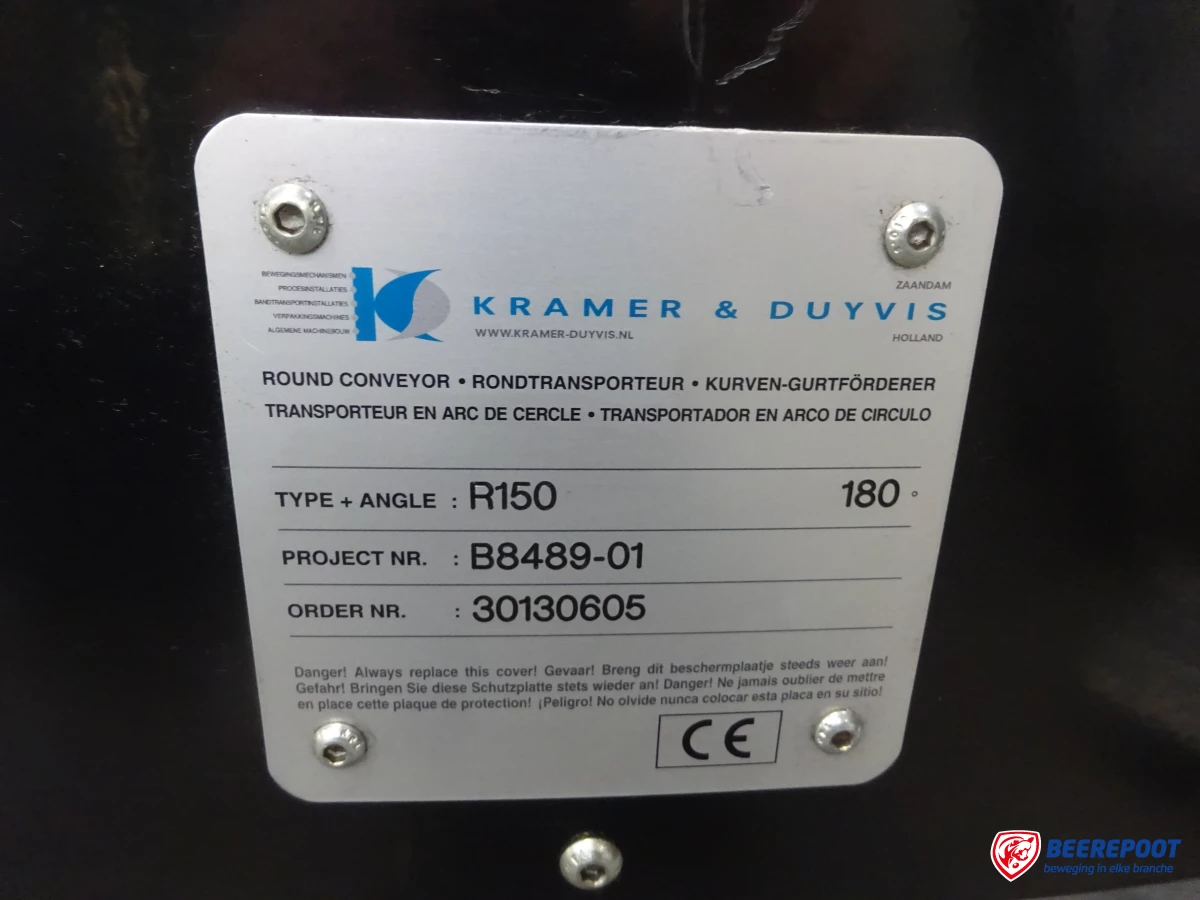 BEWEGINGSMECHANISMEN
PROCESINSTALLATIES
BANDTRANSPORTINSTALLATIES
VERPAKKINGSMACHINES
ALGEMENE MACHINEBOUW
ZAANDAM
KRAMER & DUYVIS
WWW.KRAMER-DUYVIS.NL
HOLLAND
ROUND CONVEYOR • RONDTRANSPORTEUR • KURVEN-GURTFÖRDERER
TRANSPORTEUR EN ARC DE CERCLE • TRANSPORTADOR EN ARCO DE CIRCULO
TYPE + ANGLE : R150 180 °
PROJECT NR. : B8489-01
ORDER NR. : 30130605
Danger! Always replace this cover! Gevaar! Breng dit beschermplaatje steeds weer aan!
Gefahr! Bringen Sie diese Schutzplatte stets wieder an! Danger! Ne jamais oublier de mettre
en place cette plaque de protection! ¡Peligro! No olvide nunca colocar esta placa en su sitio!
CE
BEEREPOOT
beweging in elke branche